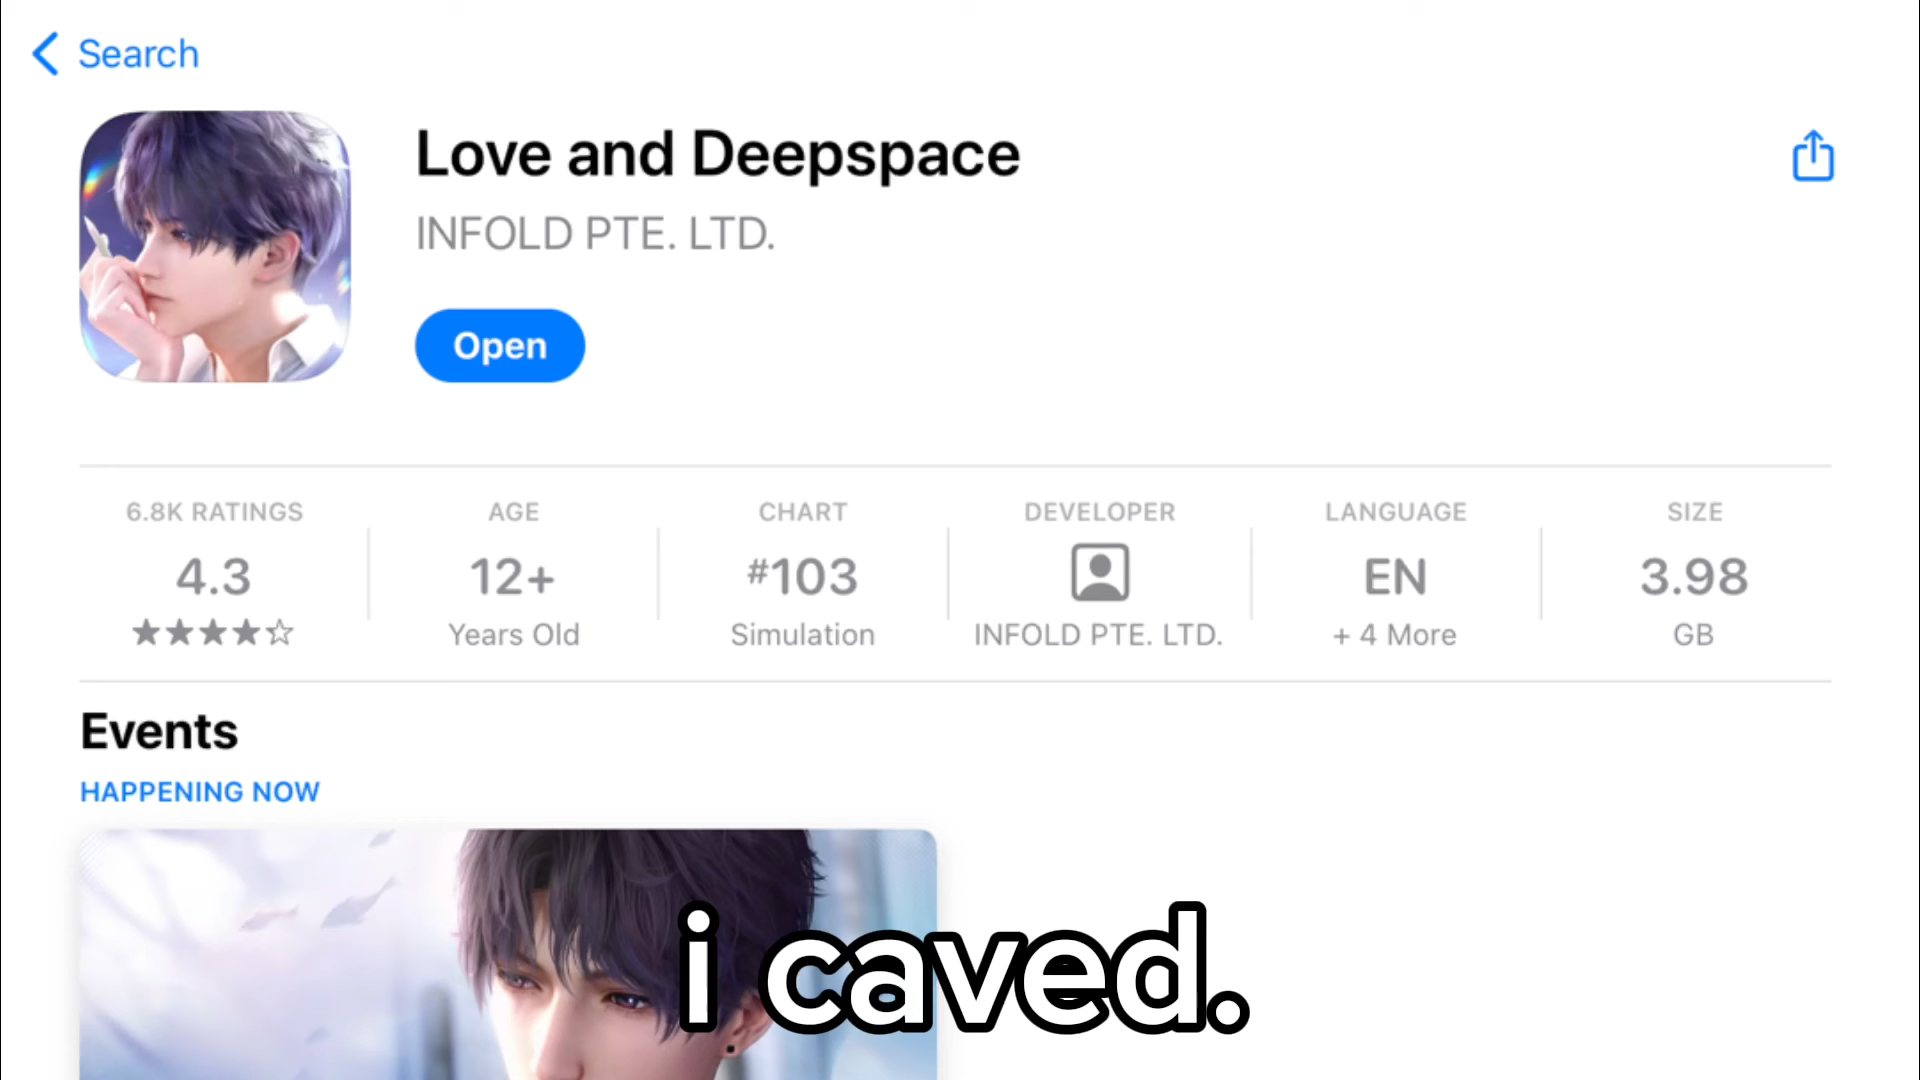 Search
Love and Deepspace
INFOLD PTE. LTD.
Open
6.8K RATINGS
4.3
AGE
12+
Years Old
CHART
#103
Simulation
DEVELOPER
INFOLD PTE. LTD.
LANGUAGE
EN
+ 4 More
SIZE
3.98
GB
Events
HAPPENING NOW
i caved.